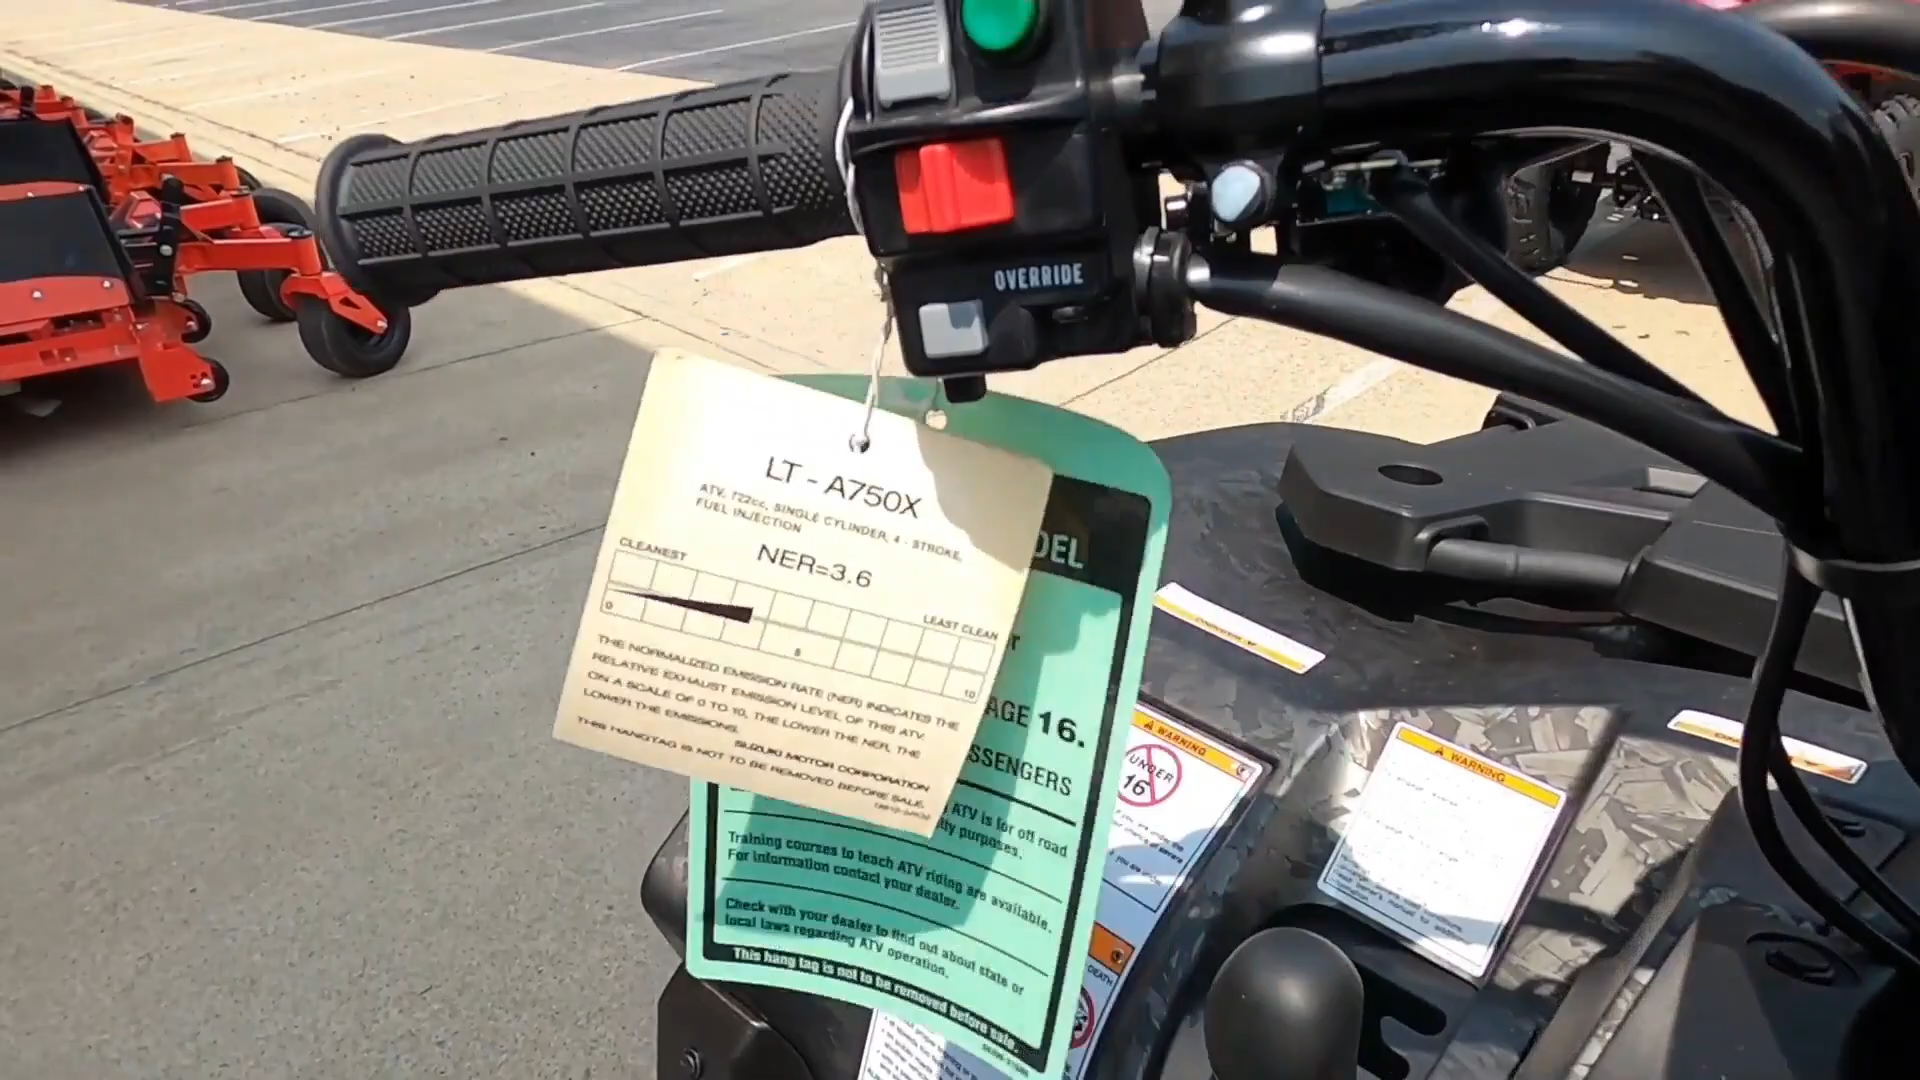 OVERRIDE
LT - A750X
ATV, 722cc, SINGLE CYLINDER, 4 - STROKE,
FUEL INJECTION
NER=3.6
CLEANEST
LEAST CLEAN
0
5
10
THE NORMALIZED EMISSION RATE (NER) INDICATES THE
RELATIVE EXHAUST EMISSION LEVEL OF THIS ATV
ON A SCALE OF 0 TO 10, THE LOWER THE NER, THE
LOWER THE EMISSIONS.
SUZUKI MOTOR CORPORATION
THIS HANGTAG IS NOT TO BE REMOVED BEFORE SALE.
DEL
AGE 16.
SSENGERS
ATV is for off road
ity purposes.
Training courses to teach ATV riding are available.
For information contact your dealer.
Check with your dealer to find out about state or
local laws regarding ATV operation.
This hang tag is not to be removed before sale.
WARNING
UNDER
16
DEATH
WARNING